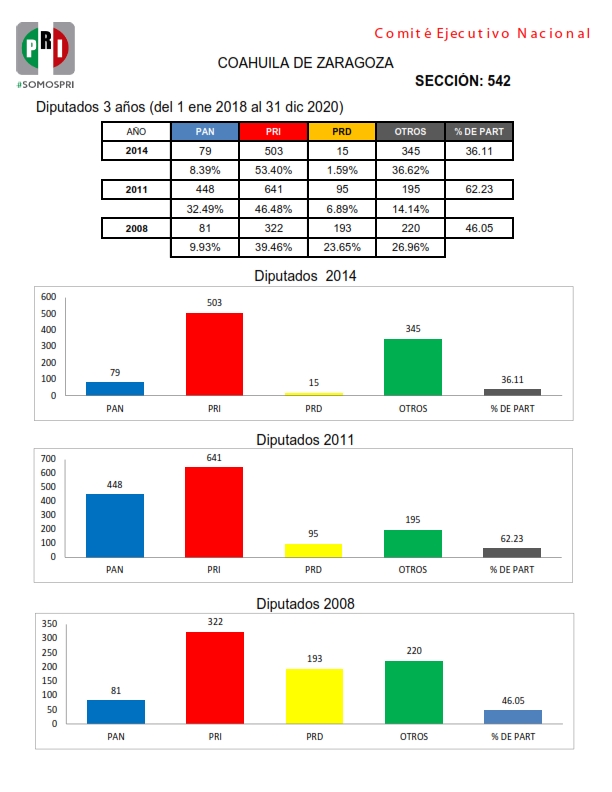 PRI
#SOMOSPRI
Comité Ejecutivo Nacional
COAHUILA DE ZARAGOZA
SECCIÓN: 542
Diputados 3 años (del 1 ene 2018 al 31 dic 2020)
AÑO PAN PRI PRD OTROS % DE PART
2014 79 503 15 345 36.11
8.39% 53.40% 1.59% 36.62%
2011 448 641 95 195 62.23
32.49% 46.48% 6.89% 14.14%
2008 81 322 193 220 46.05
9.93% 39.46% 23.65% 26.96%
Diputados 2014
600
500
400
300
200
100
0
79 503 15 345 36.11
PAN PRI PRD OTROS % DE PART
Diputados 2011
700
600
500
400
300
200
100
0
448 641 95 195 62.23
PAN PRI PRD OTROS % DE PART
Diputados 2008
350
300
250
200
150
100
50
0
81 322 193 220 46.05
PAN PRI PRD OTROS % DE PART